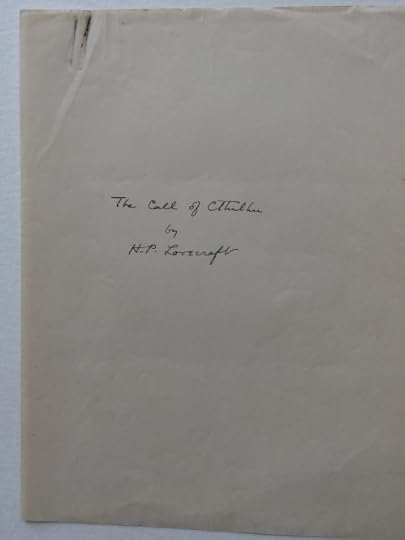 The Call of Cthulhu
by
H.P. Lovecraft